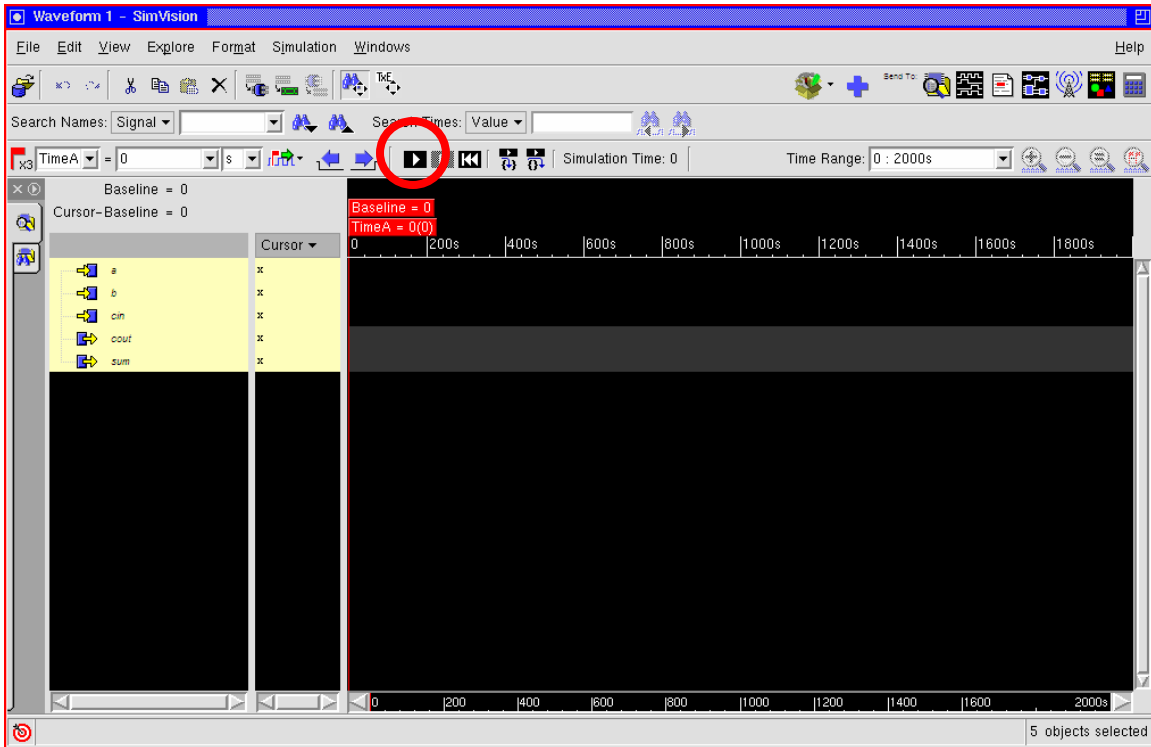 Waveform 1 - SimVision
File Edit View Explore Format Simulation Windows Help
TxE Send To:
Search Names: Signal Search Times: Value
x3 TimeA = 0 s Simulation Time: 0 Time Range: 0 : 2000s
Baseline = 0
Cursor-Baseline = 0
Baseline = 0
TimeA = 0(0)
Cursor 0 200s 400s 600s 800s 1000s 1200s 1400s 1600s 1800s
a x
b x
cin x
cout x
sum x
0 200 400 600 800 1000 1200 1400 1600 2000s
5 objects selected